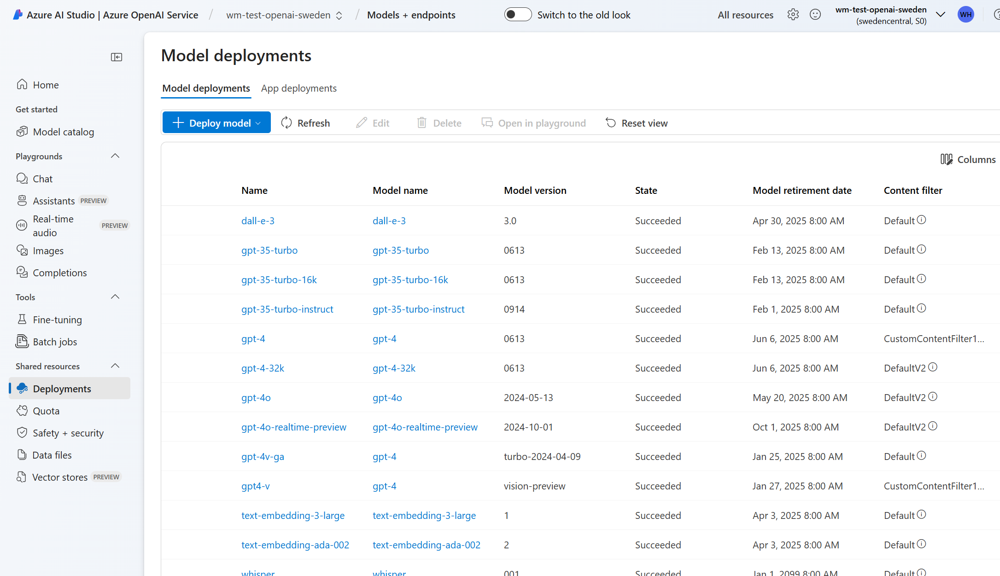 Azure AI Studio | Azure OpenAI Service / wm-test-openai-sweden / Models + endpoints Switch to the old look All resources wm-test-openai-sweden (swedencentral, S0) WH
Home
Get started
Model catalog
Playgrounds
Chat
Assistants PREVIEW
Real-time audio PREVIEW
Images
Completions
Tools
Fine-tuning
Batch jobs
Shared resources
Deployments
Quota
Safety + security
Data files
Vector stores PREVIEW
Model deployments
Model deployments App deployments
Deploy model Refresh Edit Delete Open in playground Reset view
Columns
Name Model name Model version State Model retirement date Content filter
dall-e-3 dall-e-3 3.0 Succeeded Apr 30, 2025 8:00 AM Default
gpt-35-turbo gpt-35-turbo 0613 Succeeded Feb 13, 2025 8:00 AM Default
gpt-35-turbo-16k gpt-35-turbo-16k 0613 Succeeded Feb 13, 2025 8:00 AM Default
gpt-35-turbo-instruct gpt-35-turbo-instruct 0914 Succeeded Feb 1, 2025 8:00 AM Default
gpt-4 gpt-4 0613 Succeeded Jun 6, 2025 8:00 AM CustomContentFilter1...
gpt-4-32k gpt-4-32k 0613 Succeeded Jun 6, 2025 8:00 AM DefaultV2
gpt-4o gpt-4o 2024-05-13 Succeeded May 20, 2025 8:00 AM DefaultV2
gpt-4o-realtime-preview gpt-4o-realtime-preview 2024-10-01 Succeeded Oct 1, 2025 8:00 AM DefaultV2
gpt-4v-ga gpt-4 turbo-2024-04-09 Succeeded Jan 25, 2025 8:00 AM Default
gpt4-v gpt-4 vision-preview Succeeded Jan 27, 2025 8:00 AM CustomContentFilter1...
text-embedding-3-large text-embedding-3-large 1 Succeeded Apr 3, 2025 8:00 AM Default
text-embedding-ada-002 text-embedding-ada-002 2 Succeeded Apr 3, 2025 8:00 AM Default
whisper whisper 001 Succeeded Jan 1, 2099 8:00 AM Default